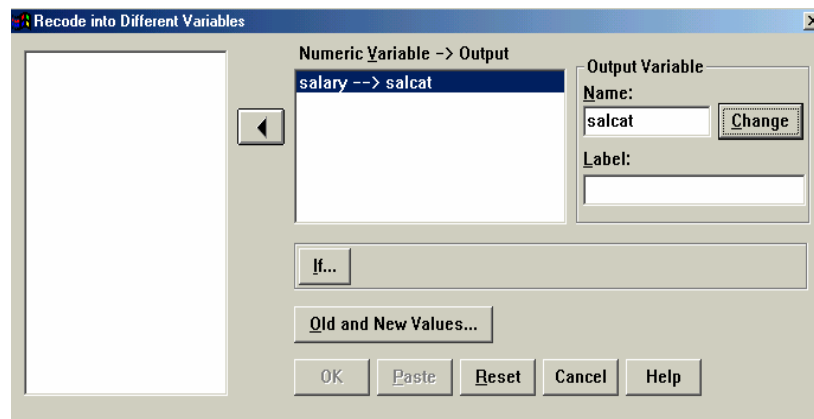 Recode into Different Variables
Numeric Variable -> Output
salary --> salcat
Output Variable
Name:
salcat
Change
Label:
If...
Old and New Values...
OK
Paste
Reset
Cancel
Help